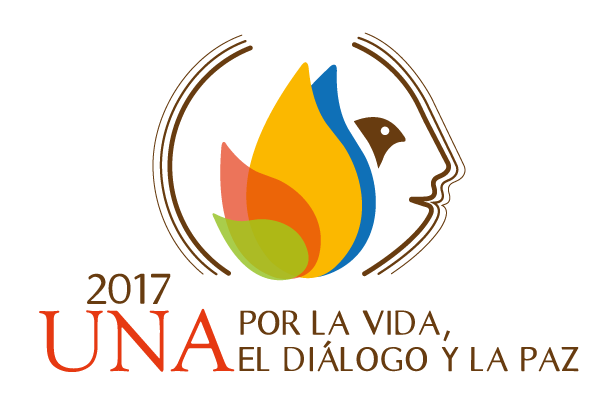 2017
UNA POR LA VIDA,
EL DIÁLOGO Y LA PAZ